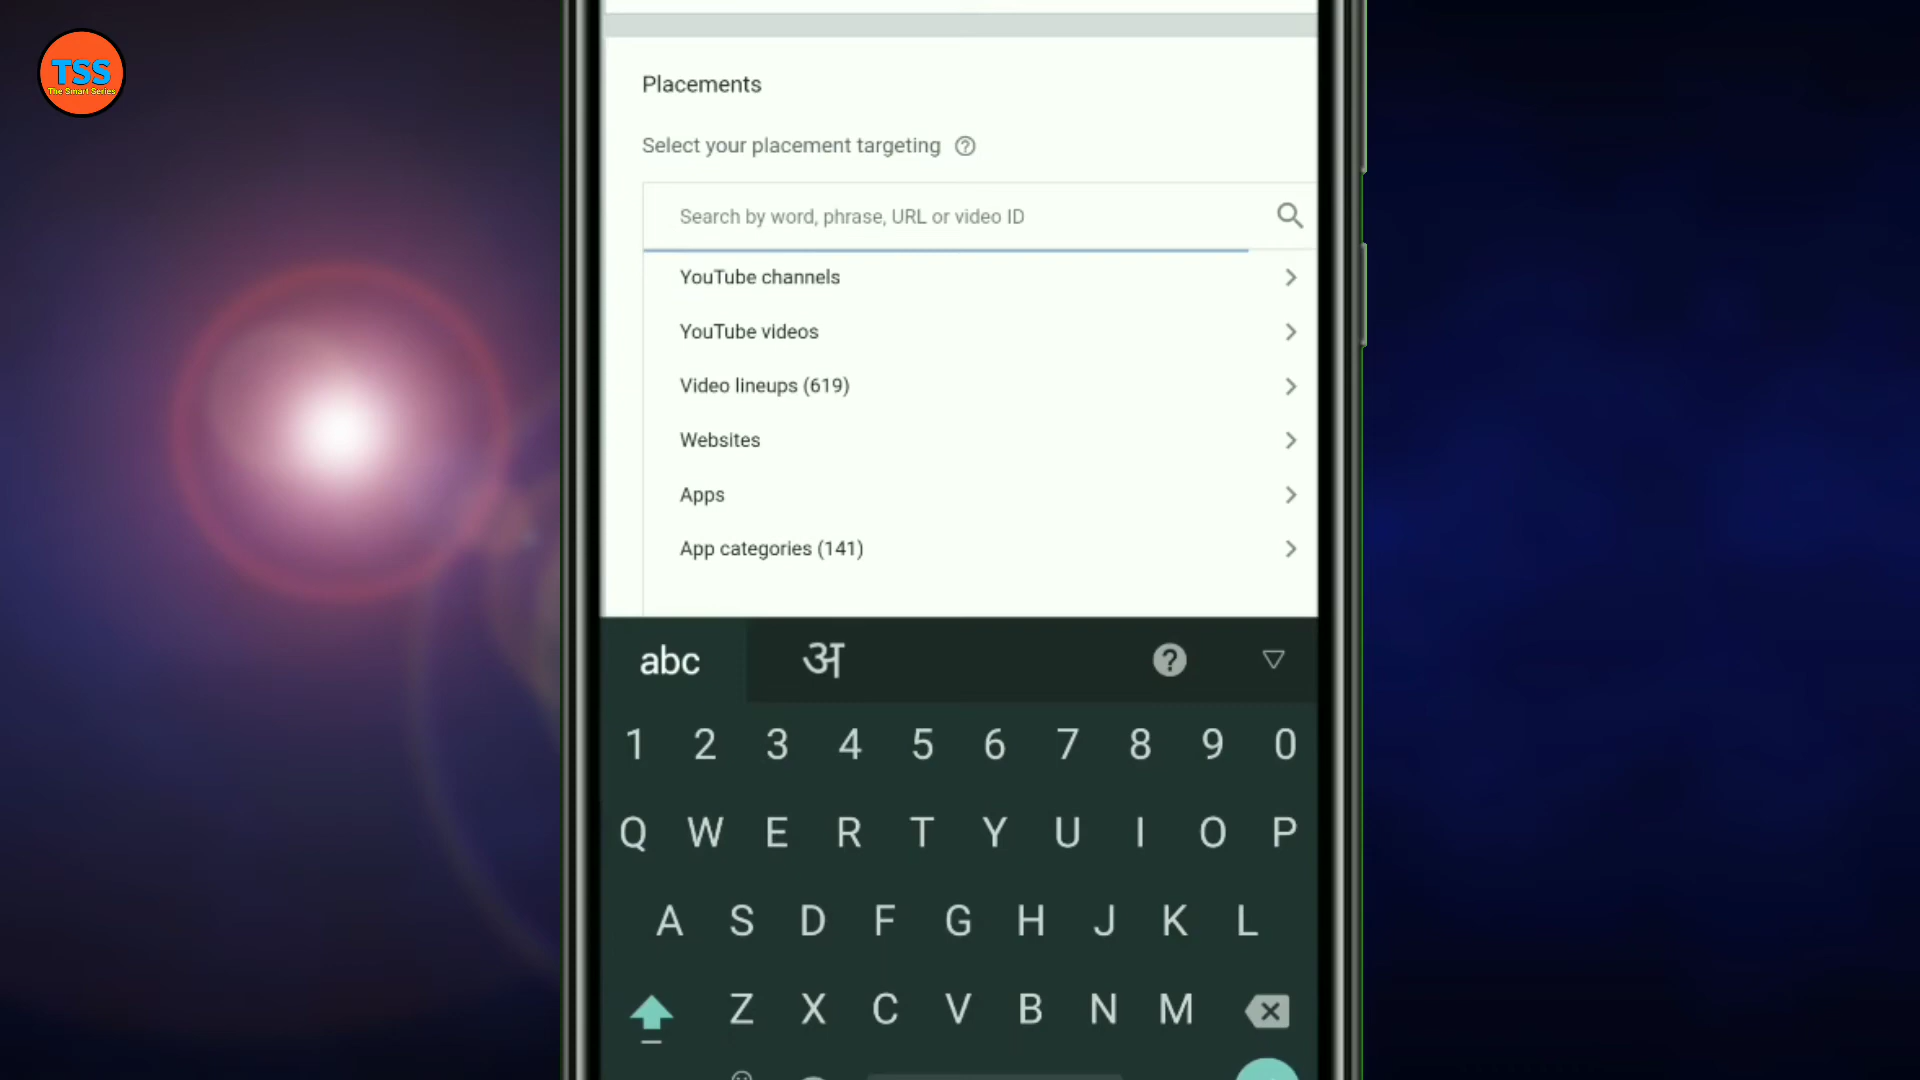 TSS
The Smart Series
Placements
Select your placement targeting
Search by word, phrase, URL or video ID
YouTube channels
YouTube videos
Video lineups (619)
Websites
Apps
App categories (141)
abc अ
1 2 3 4 5 6 7 8 9 0
Q W E R T Y U I O P
A S D F G H J K L
Z X C V B N M